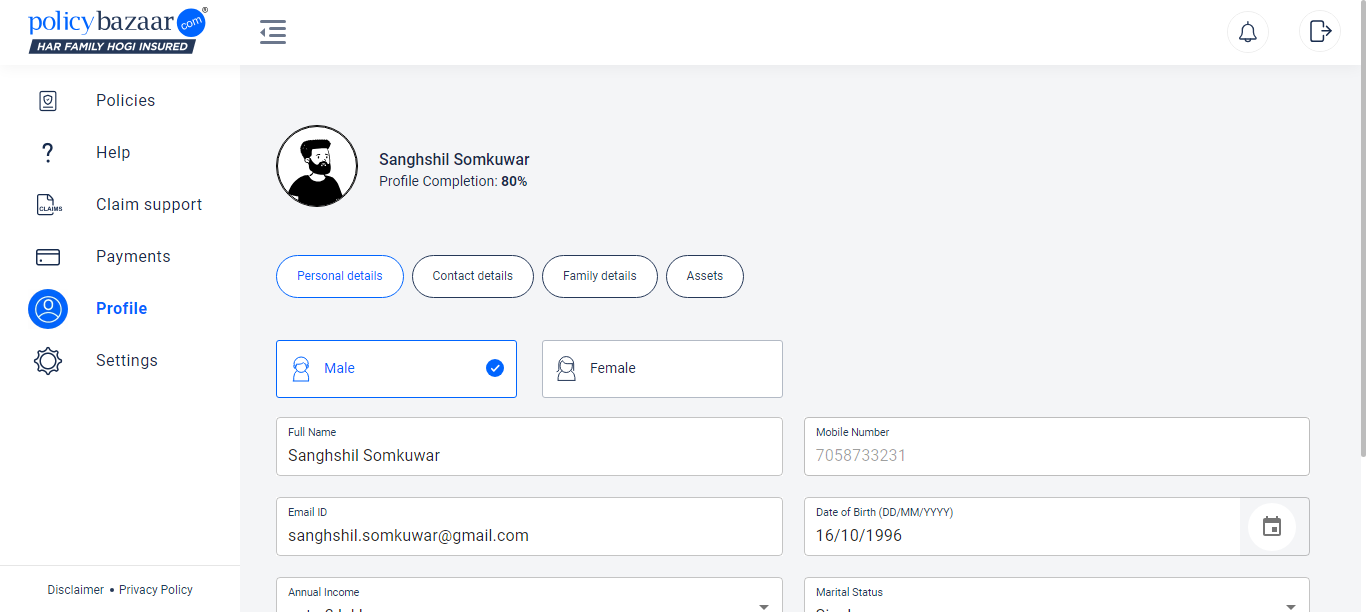 policybazaar.com®
HAR FAMILY HOGI INSURED
Policies
Help
CLAIMS
Claim support
Payments
Profile
Settings
Disclaimer • Privacy Policy
Sanghshil Somkuwar
Profile Completion: 80%
Personal details
Contact details
Family details
Assets
Male
Female
Full Name
Sanghshil Somkuwar
Mobile Number
7058733231
Email ID
sanghshil.somkuwar@gmail.com
Date of Birth (DD/MM/YYYY)
16/10/1996
Annual Income
Marital Status